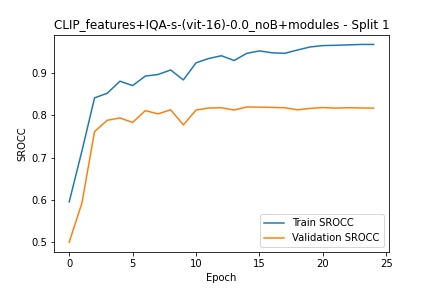 CLIP_features+IQA-s-(vit-16)-0.0_noB+modules - Split 1
SROCC
0.9
0.8
0.7
0.6
0.5
Train SROCC
Validation SROCC
0 5 10 15 20 25
Epoch